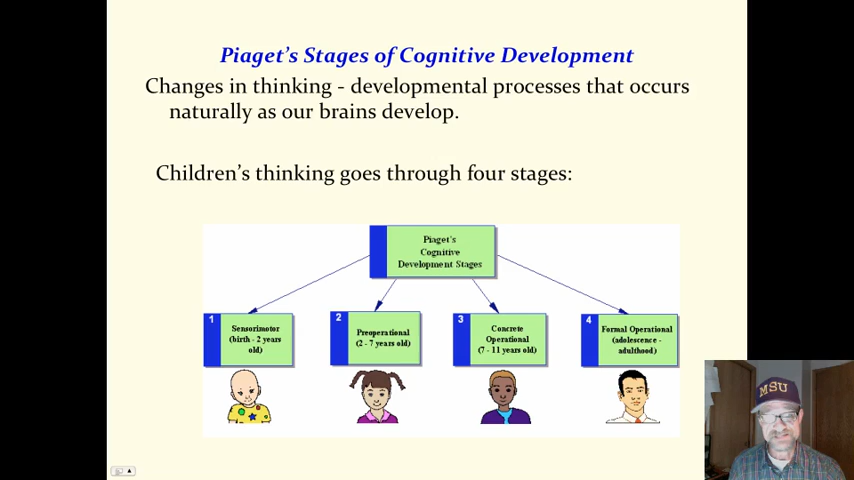 Piaget's Stages of Cognitive Development
Changes in thinking - developmental processes that occurs
naturally as our brains develop.
Children's thinking goes through four stages:
Piaget's
Cognitive
Development Stages
1
Sensorimotor
(birth - 2 years
old)
2
Preoperational
(2 - 7 years old)
3
Concrete
Operational
(7 - 11 years old)
4
Formal Operational
(adolescence -
adulthood)
MSU